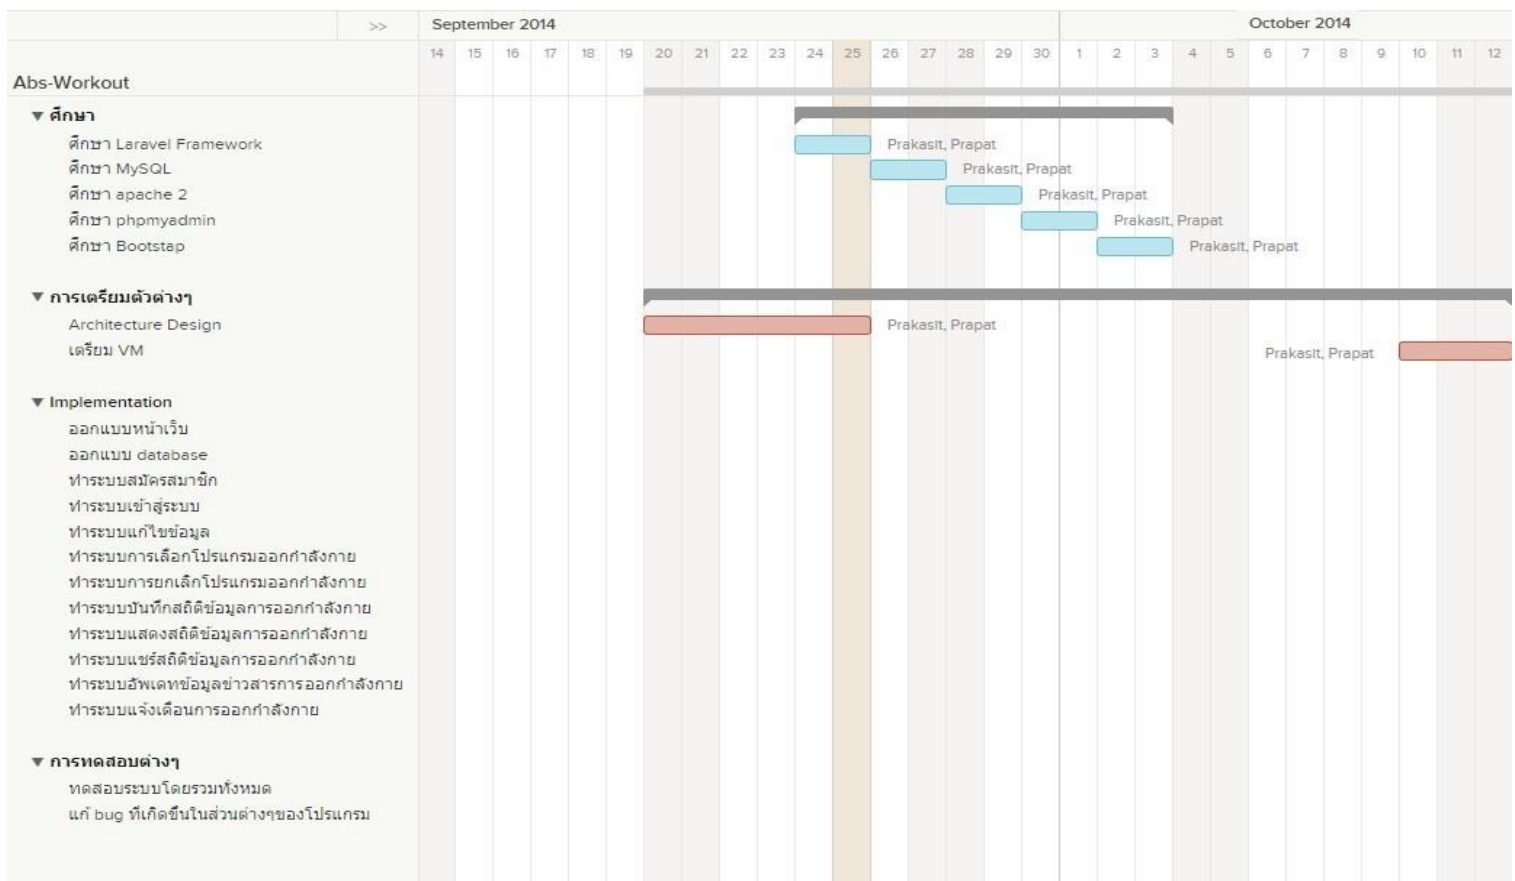 >> September 2014 October 2014
14 15 16 17 18 19 20 21 22 23 24 25 26 27 28 29 30 1 2 3 4 5 6 7 8 9 10 11 12
Abs-Workout
▼ ศึกษา
ศึกษา Laravel Framework Prakasit, Prapat
ศึกษา MySQL Prakasit, Prapat
ศึกษา apache 2 Prakasit, Prapat
ศึกษา phpmyadmin Prakasit, Prapat
ศึกษา Bootstap Prakasit, Prapat
▼ การเตรียมตัวต่างๆ
Architecture Design Prakasit, Prapat
เตรียม VM Prakasit, Prapat
▼ Implementation
ออกแบบหน้าเว็บ
ออกแบบ database
ทำระบบสมัครสมาชิก
ทำระบบเข้าสู่ระบบ
ทำระบบแก้ไขข้อมูล
ทำระบบการเลือกโปรแกรมออกกำลังกาย
ทำระบบการยกเลิกโปรแกรมออกกำลังกาย
ทำระบบบันทึกสถิติข้อมูลการออกกำลังกาย
ทำระบบแสดงสถิติข้อมูลการออกกำลังกาย
ทำระบบแชร์สถิติข้อมูลการออกกำลังกาย
ทำระบบอัพเดทข้อมูลข่าวสารการออกกำลังกาย
ทำระบบแจ้งเตือนการออกกำลังกาย
▼ การทดสอบต่างๆ
ทดสอบระบบโดยรวมทั้งหมด
แก้ bug ที่เกิดขึ้นในส่วนต่างๆของโปรแกรม